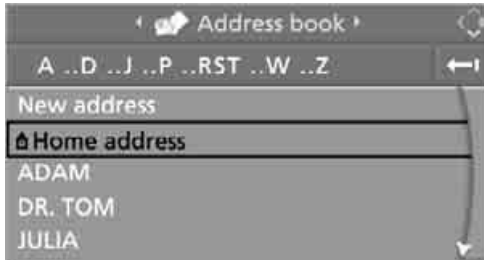 Address book
A ..D ..J ..P ..RST ..W ..Z
New address
Home address
ADAM
DR. TOM
JULIA